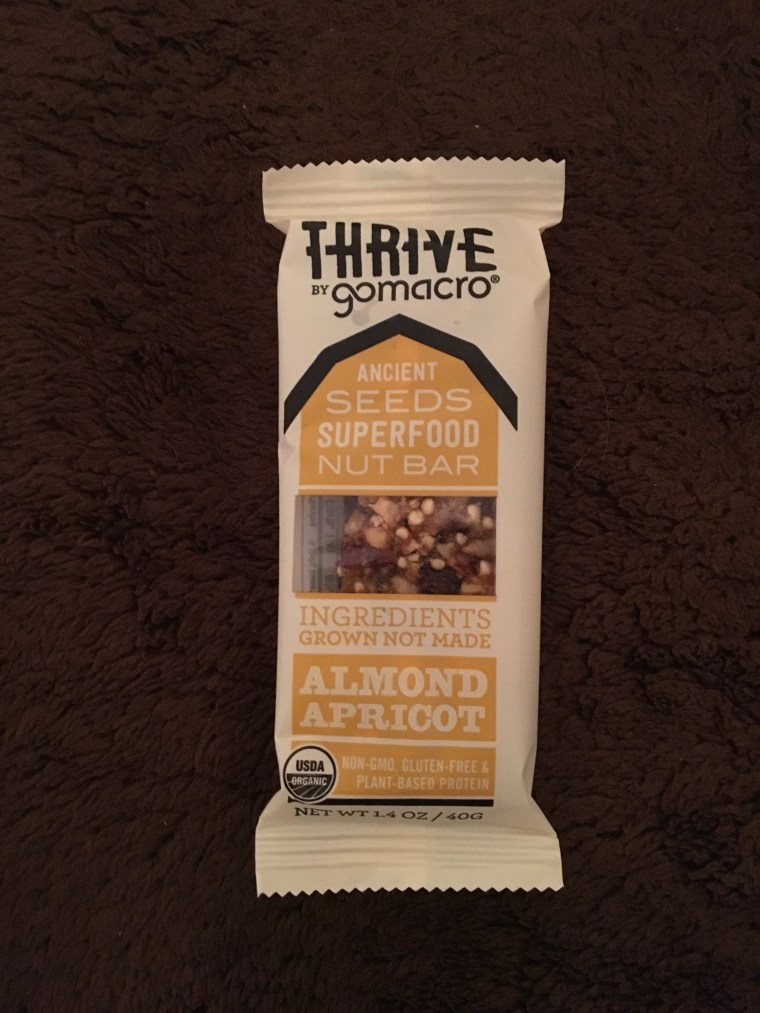 THRIVE
BY gomacro®
ANCIENT
SEEDS
SUPERFOOD
NUT BAR
INGREDIENTS
GROWN NOT MADE
ALMOND
APRICOT
USDA
ORGANIC
NON-GMO, GLUTEN-FREE &
PLANT-BASED PROTEIN
NET WT 1.4 OZ / 40G